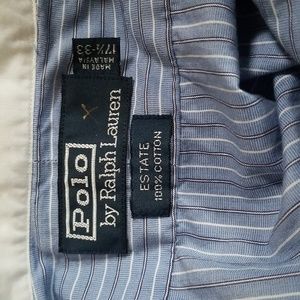 Polo
by Ralph Lauren
ESTATE
100% COTTON
MADE IN
MALAYSIA
17½-33